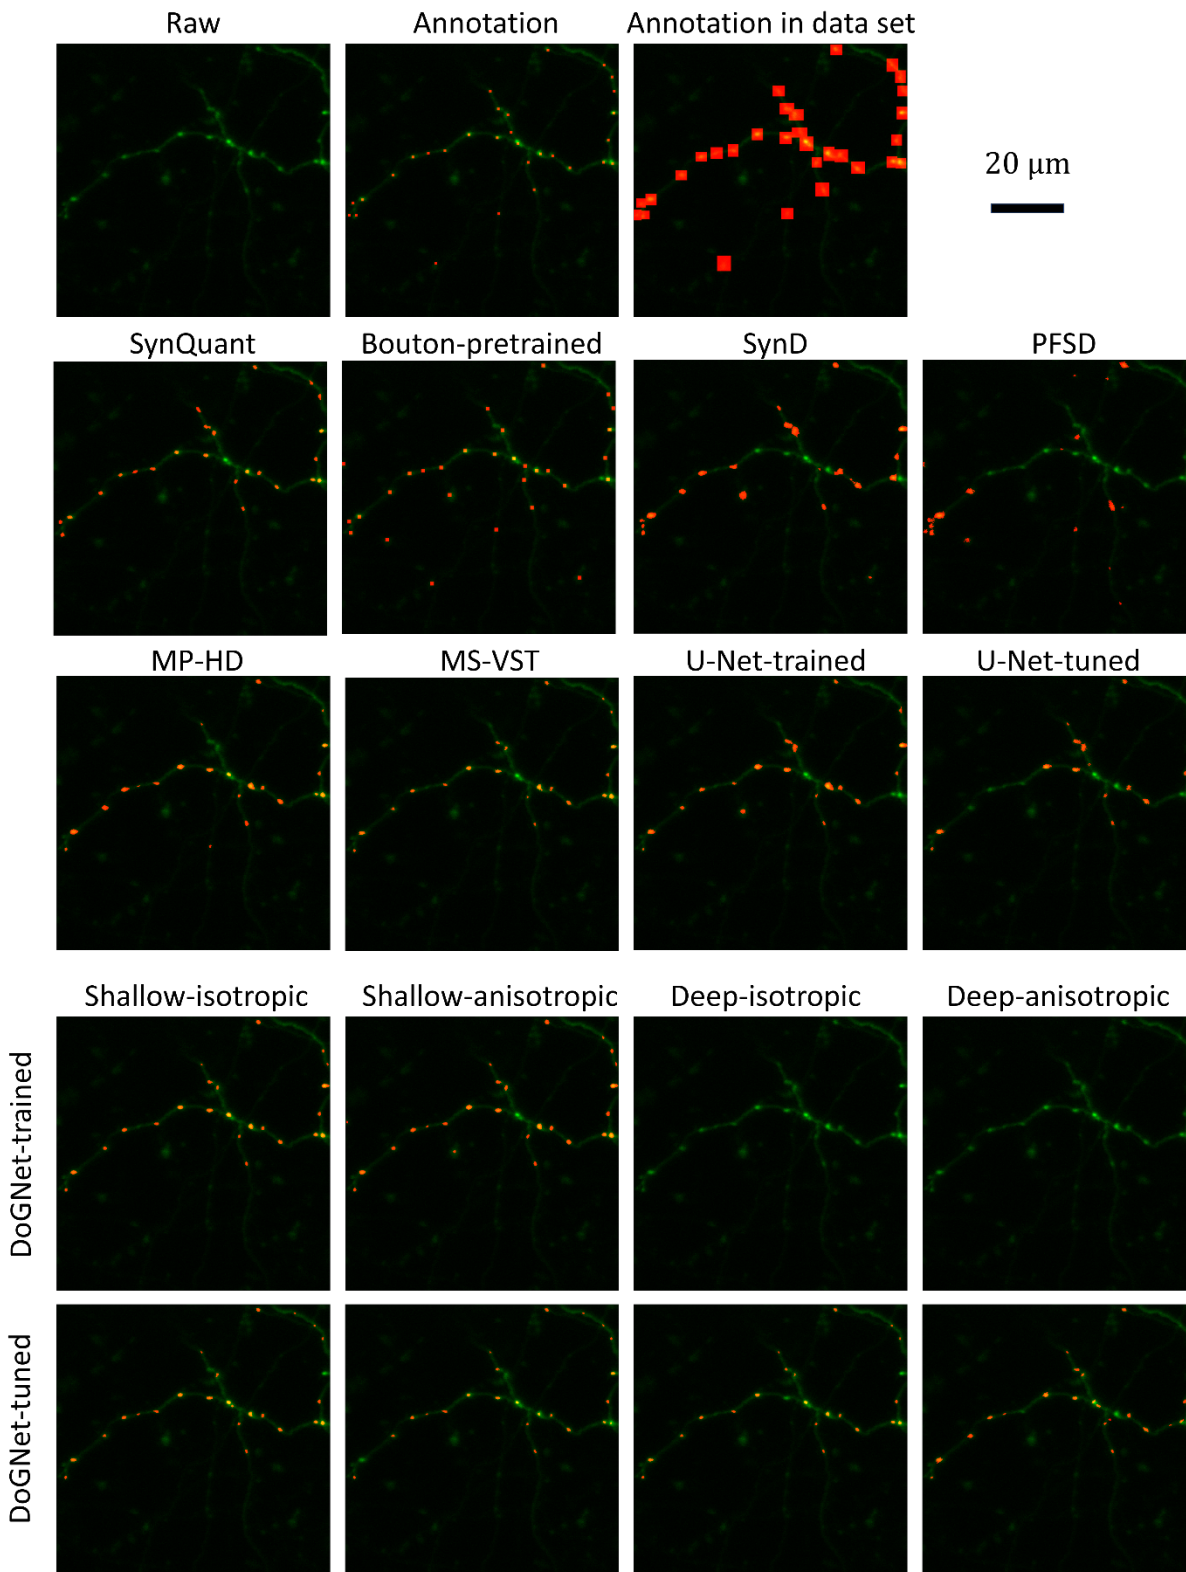 Raw
Annotation
Annotation in data set
20 μm
SynQuant
Bouton-pretrained
SynD
PFSD
MP-HD
MS-VST
U-Net-trained
U-Net-tuned
Shallow-isotropic
Shallow-anisotropic
Deep-isotropic
Deep-anisotropic
DoGNet-trained
DoGNet-tuned